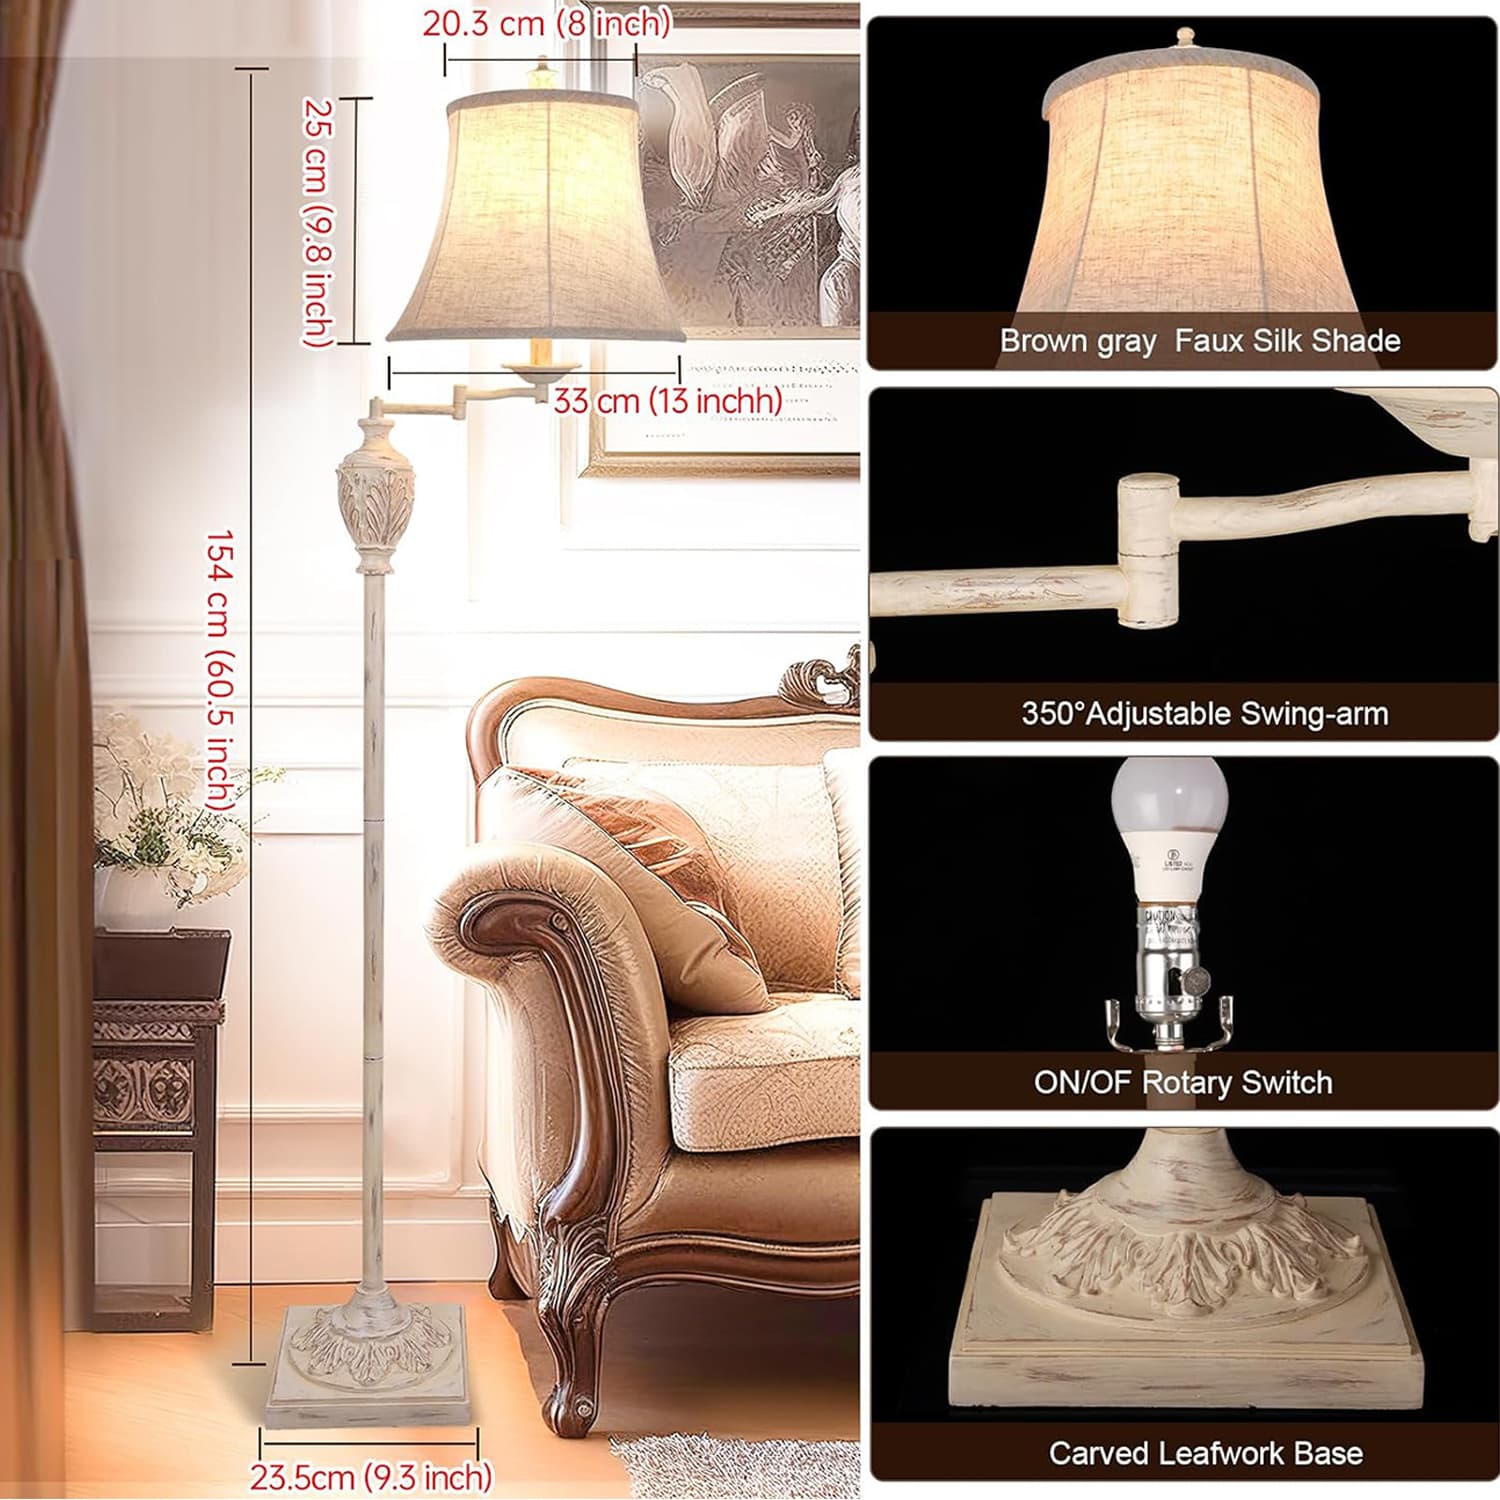 20.3 cm (8 inch)
25 cm (9.8 inch)
33 cm (13 inchh)
154 cm (60.5 inch)
23.5cm (9.3 inch)
Brown gray  Faux Silk Shade
350°Adjustable Swing-arm
LISTED
CAUTION
ON/OF Rotary Switch
Carved Leafwork Base